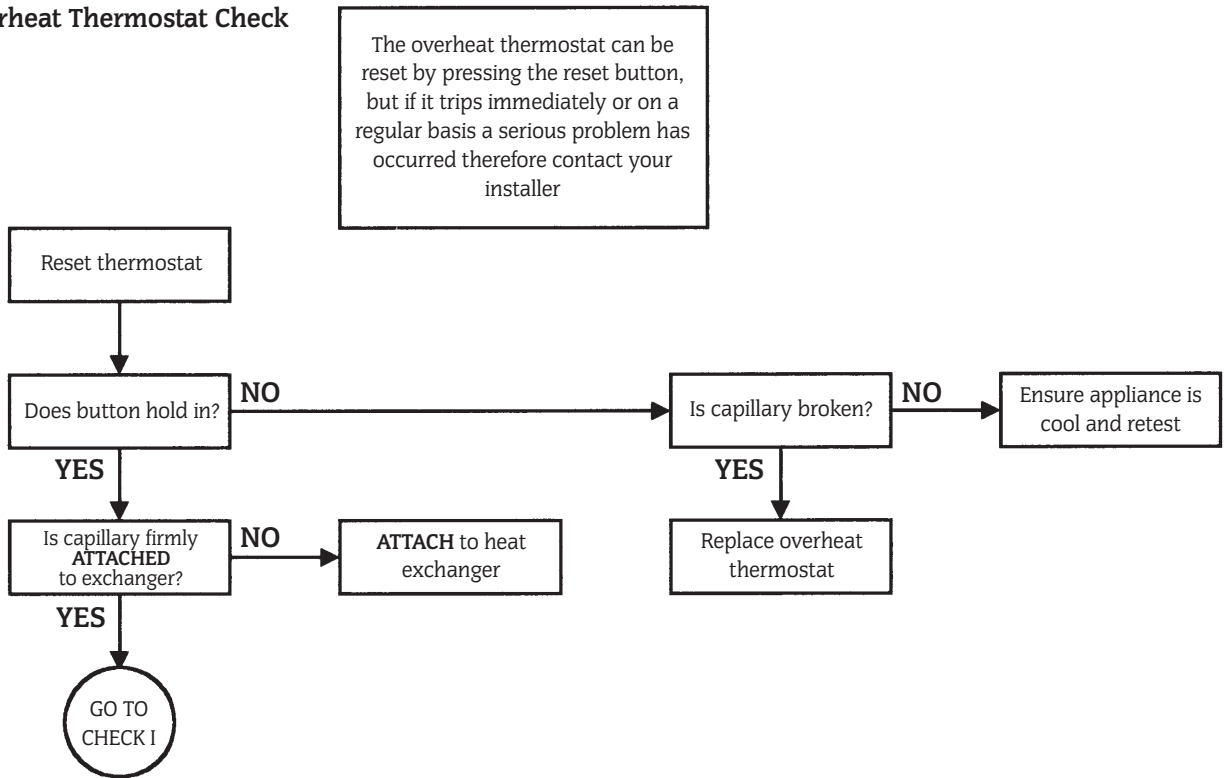 rheat Thermostat Check
The overheat thermostat can be
reset by pressing the reset button,
but if it trips immediately or on a
regular basis a serious problem has
occurred therefore contact your
installer
Reset thermostat
Does button hold in?
NO
Is capillary broken?
NO
Ensure appliance is
cool and retest
YES
YES
Is capillary firmly
ATTACHED
to exchanger?
NO
ATTACH to heat
exchanger
Replace overheat
thermostat
YES
GO TO
CHECK I